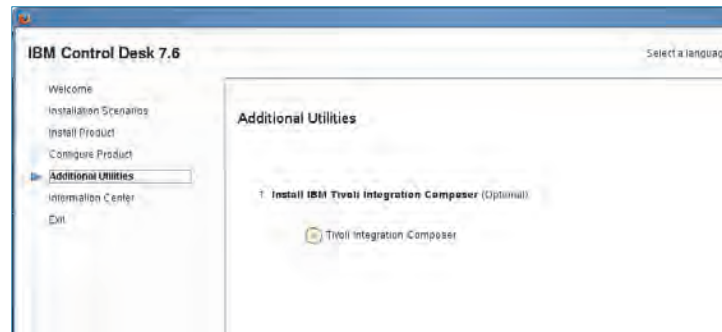 IBM Control Desk 7.6
Select a languag
Welcome
Installation Scenarios
Install Product
Configure Product
Additional Utilities
Information Center
Exit
Additional Utilities
1. Install IBM Tivoli Integration Composer (Optional)
Tivoli Integration Composer